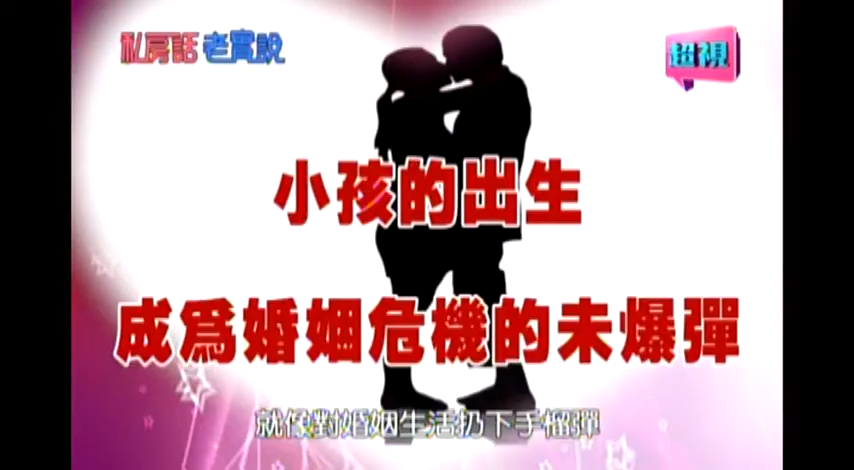 私房話 老實說
超視
小孩的出生
成為婚姻危機的未爆彈
就像對婚姻生活扔下手榴彈